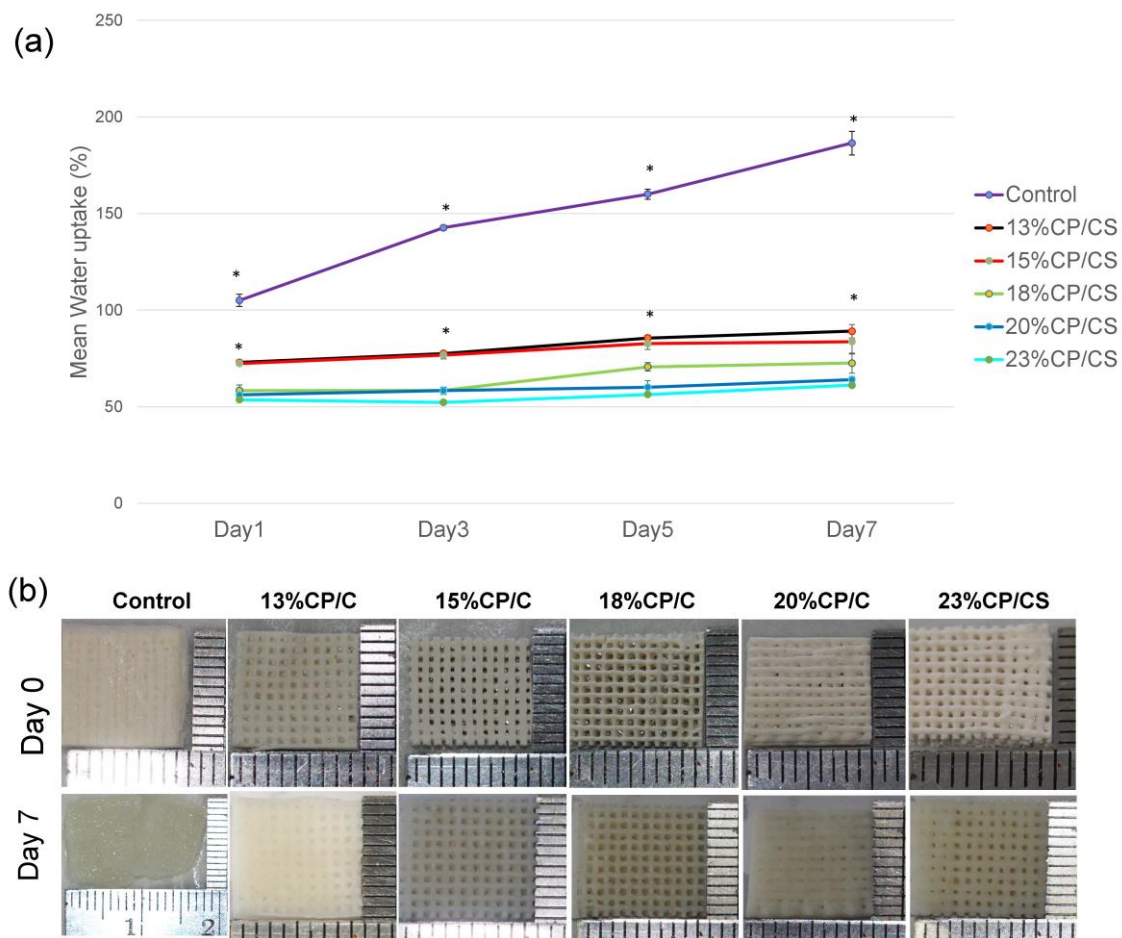 (a)
250
200
150
100
50
0
Mean Water uptake (%)
*
*
*
*
*
*
*
*
Day1 Day3 Day5 Day7
Control
13%CP/CS
15%CP/CS
18%CP/CS
20%CP/CS
23%CP/CS
(b)
Control 13%CP/C 15%CP/C 18%CP/C 20%CP/C 23%CP/CS
Day 0
Day 7
1 2